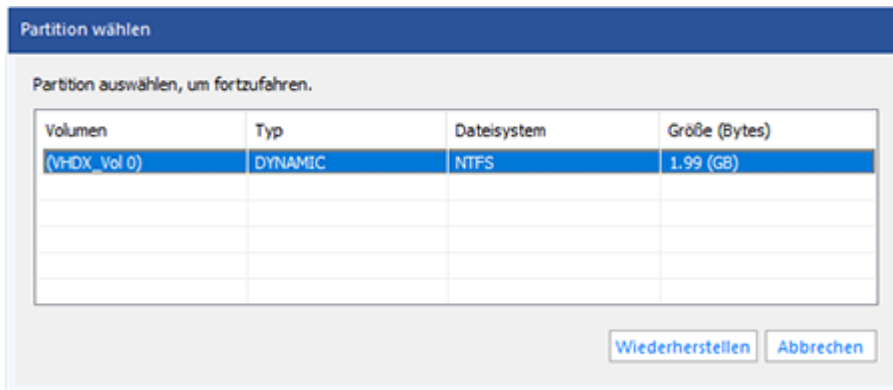 Partition wählen
Partition auswählen, um fortzufahren.
Volumen Typ Dateisystem Größe (Bytes)
(VHDX_Vol 0) DYNAMIC NTFS 1.99 (GB)
Wiederherstellen Abbrechen